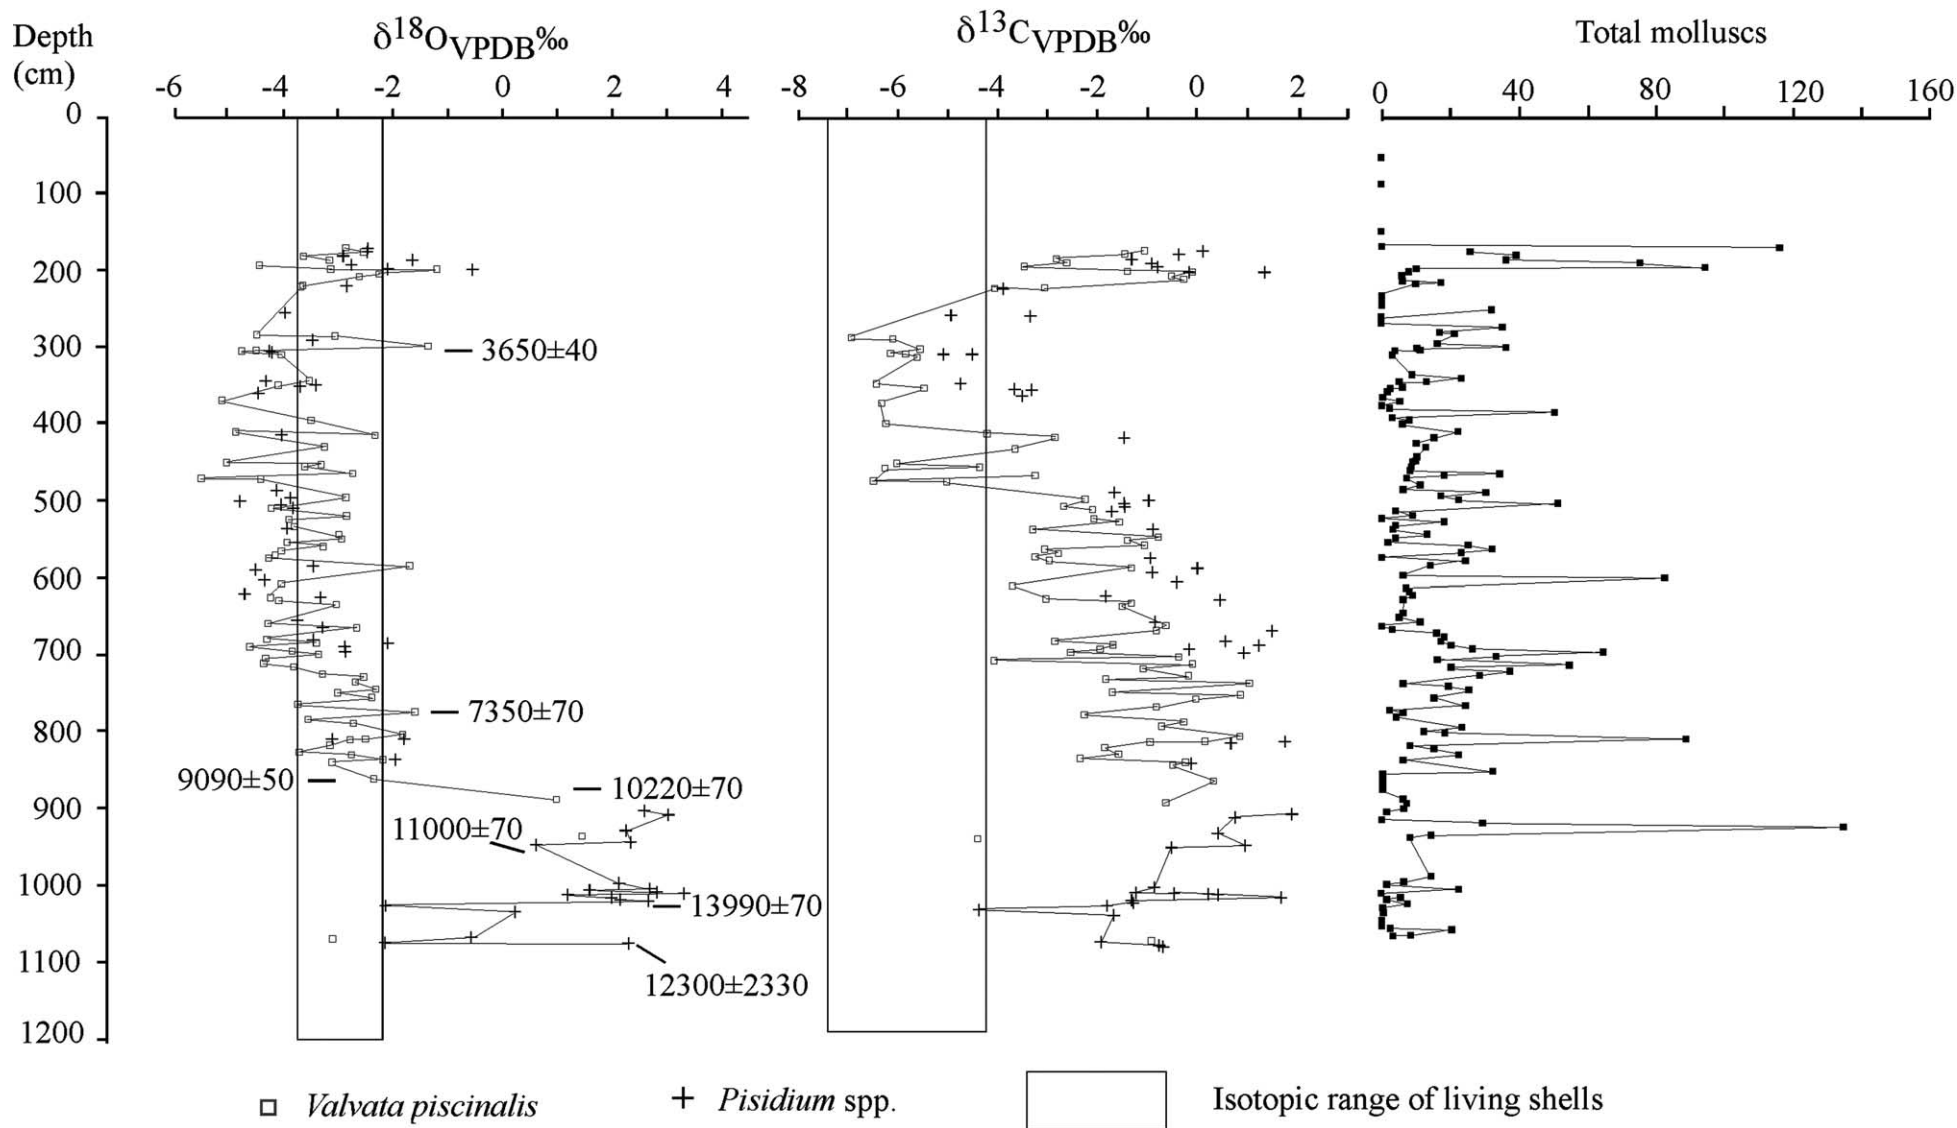 Depth
(cm)
δ18OVPDB‰
δ13CVPDB‰
Total molluscs
-6 -4 -2 0 2 4
-8 -6 -4 -2 0 2
0 40 80 120 160
0
100
200
300
400
500
600
700
800
900
1000
1100
1200
3650±40
7350±70
9090±50
10220±70
11000±70
13990±70
12300±2330
Valvata piscinalis
Pisidium spp.
Isotopic range of living shells